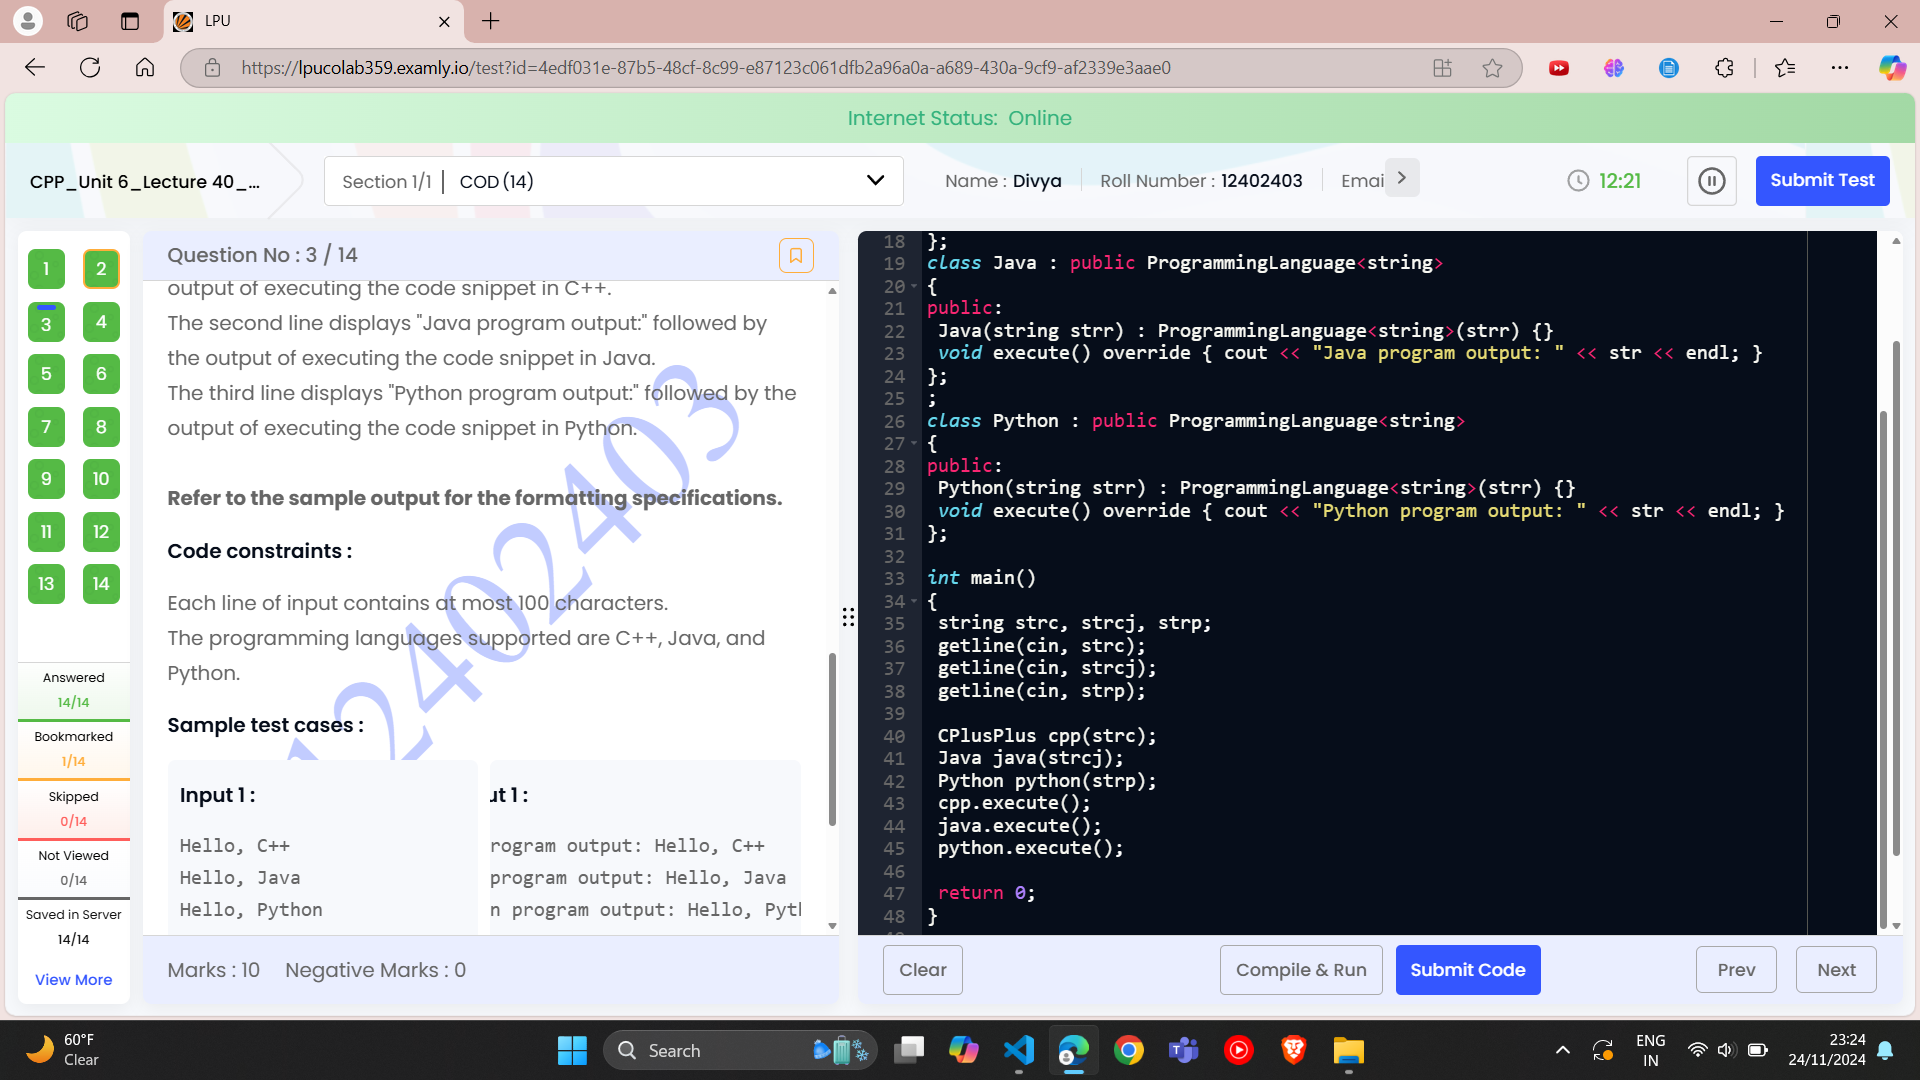 LPU
https://lpucolab359.examly.io/test?id=4edf031e-87b5-48cf-8c99-e87123c061dfb2a96a0a-a689-430a-9cf9-af2339e3aae0
Internet Status: Online
CPP_Unit 6_Lecture 40_...
Section 1/1 | COD (14)
Name : Divya
Roll Number : 12402403
Emai
12:21
Submit Test
1 2
3 4
5 6
7 8
9 10
11 12
13 14
Answered
14/14
Bookmarked
1/14
Skipped
0/14
Not Viewed
0/14
Saved in Server
14/14
View More
Question No : 3 / 14
output of executing the code snippet in C++.
The second line displays "Java program output:" followed by
the output of executing the code snippet in Java.
The third line displays "Python program output:" followed by the
output of executing the code snippet in Python.
Refer to the sample output for the formatting specifications.
Code constraints :
Each line of input contains at most 100 characters.
The programming languages supported are C++, Java, and
Python.
Sample test cases :
Input 1 :
Hello, C++
Hello, Java
Hello, Python
ut 1 :
rogram output: Hello, C++
program output: Hello, Java
n program output: Hello, Pyt
12402403
Marks : 10
Negative Marks : 0
18 };
19 class Java : public ProgrammingLanguage<string>
20 {
21 public:
22 Java(string strr) : ProgrammingLanguage<string>(strr) {}
23 void execute() override { cout << "Java program output: " << str << endl; }
24 };
25 ;
26 class Python : public ProgrammingLanguage<string>
27 {
28 public:
29 Python(string strr) : ProgrammingLanguage<string>(strr) {}
30 void execute() override { cout << "Python program output: " << str << endl; }
31 };
32
33 int main()
34 {
35 string strc, strcj, strp;
36 getline(cin, strc);
37 getline(cin, strcj);
38 getline(cin, strp);
39
40 CPlusPlus cpp(strc);
41 Java java(strcj);
42 Python python(strp);
43 cpp.execute();
44 java.execute();
45 python.execute();
46
47 return 0;
48 }
Clear
Compile & Run
Submit Code
Prev
Next
60°F
Clear
Search
ENG
IN
23:24
24/11/2024